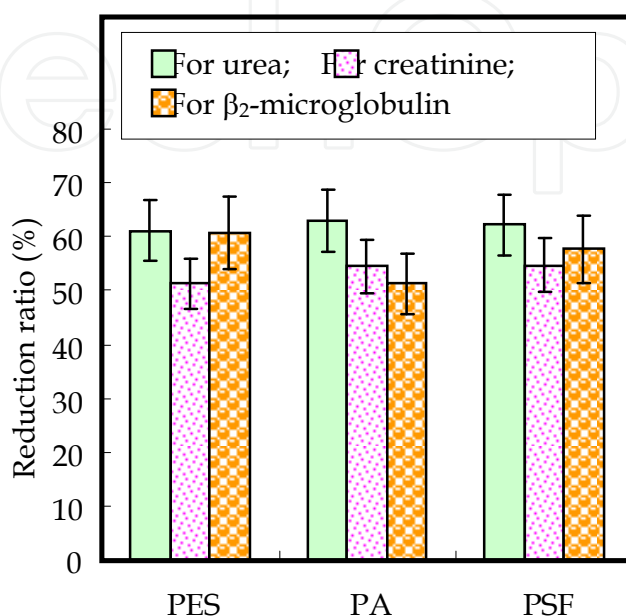 For urea; For creatinine;
For β₂-microglobulin
80
70
60
50
40
30
20
10
0
Reduction ratio (%)
PES PA PSF